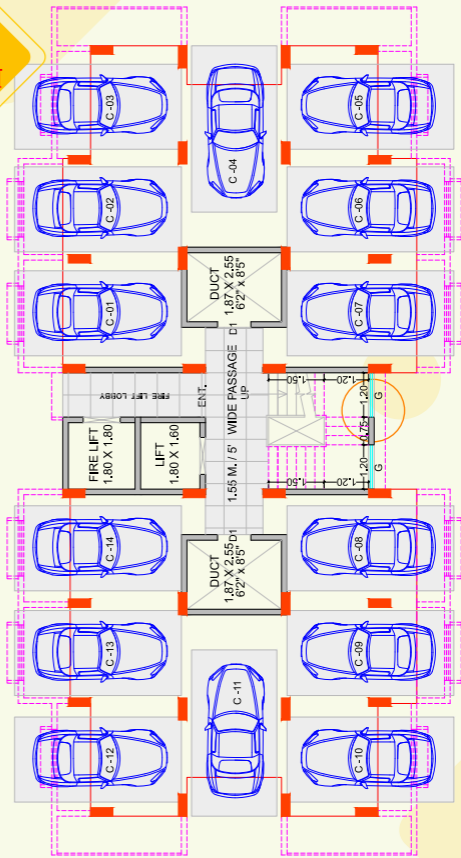 C -03
C -05
C -04
C -02
C -06
C -01
C -07
DUCT
1.87 X 2.55
6'2" X 8'5"
D1
FIRE LIFT LOBBY
ENT.
UP
1.55 M. / 5' WIDE PASSAGE
1.50
1.20
1.20
0.75
1.20
G
G
1.50
1.20
FIRE LIFT
1.80 X 1.80
LIFT
1.80 X 1.60
D1
DUCT
1.87 X 2.55
6'2" X 8'5"
C -14
C -08
C -13
C -09
C -11
C -12
C -10